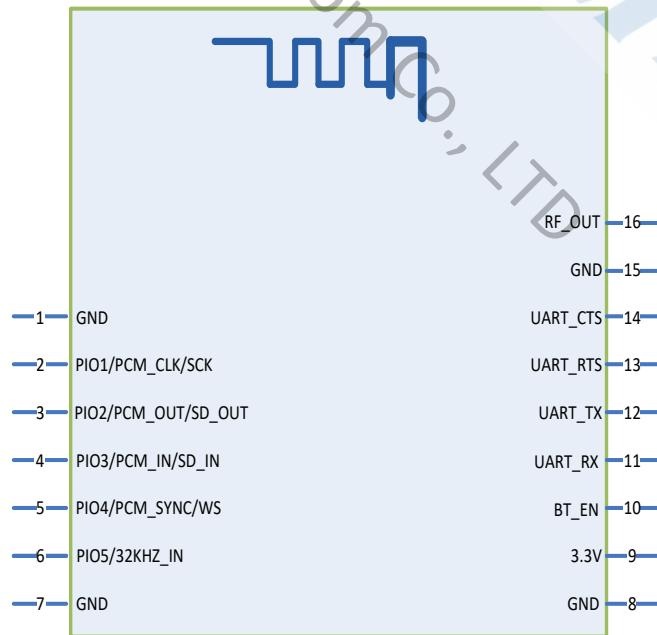 om Co., LTD
RF_OUT 16
GND 15
1 GND
UART_CTS 14
2 PIO1/PCM_CLK/SCK
UART_RTS 13
3 PIO2/PCM_OUT/SD_OUT
UART_TX 12
4 PIO3/PCM_IN/SD_IN
UART_RX 11
5 PIO4/PCM_SYNC/WS
BT_EN 10
6 PIO5/32KHZ_IN
3.3V 9
7 GND
GND 8